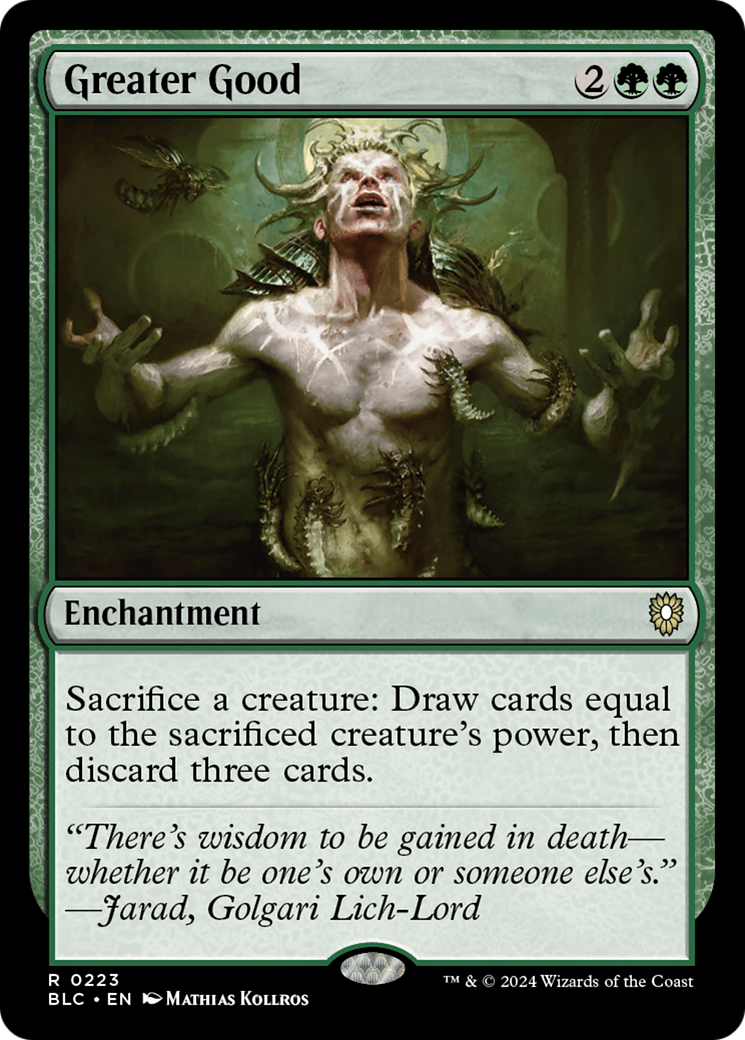 Greater Good 2
Enchantment
Sacrifice a creature: Draw cards equal
to the sacrificed creature's power, then
discard three cards.
“There's wisdom to be gained in death—
whether it be one's own or someone else's.”
—Jarad, Golgari Lich-Lord
R 0223
BLC • EN Mathias Kollros
™ & © 2024 Wizards of the Coast